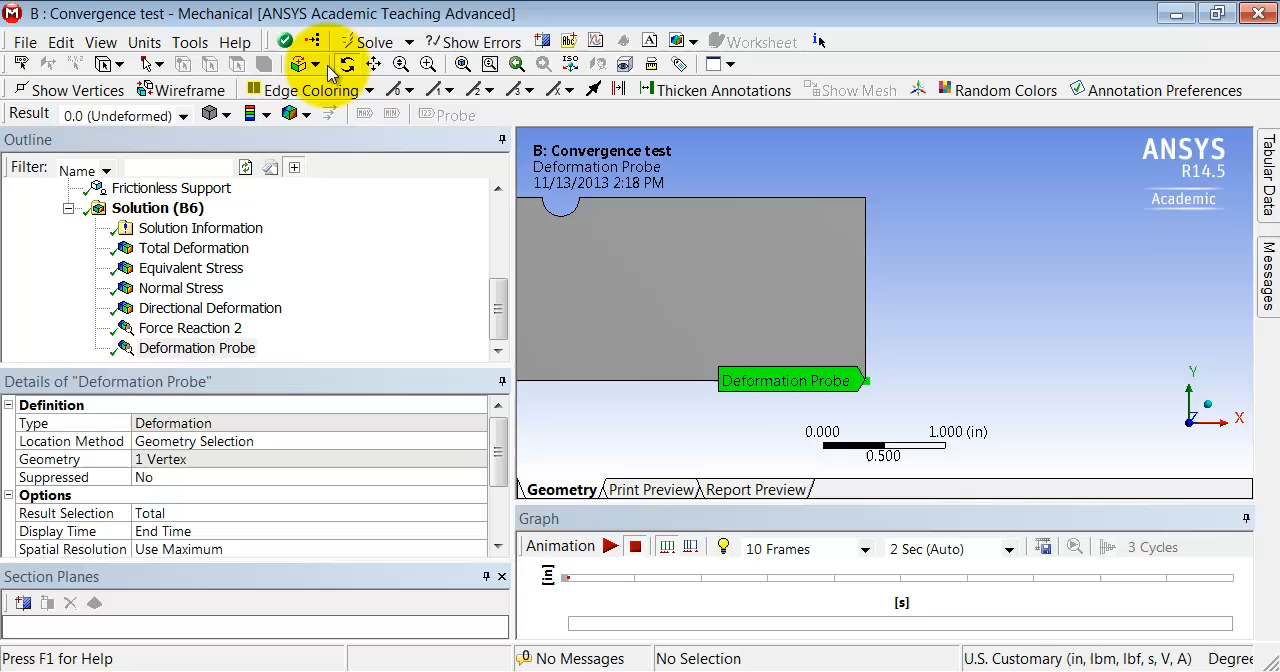 B : Convergence test - Mechanical [ANSYS Academic Teaching Advanced]
File Edit View Units Tools Help Solve Show Errors Worksheet
Show Vertices Wireframe Edge Coloring Thicken Annotations Show Mesh Random Colors Annotation Preferences
Result 0.0 (Undeformed) MAX MIN Probe
Outline
Filter: Name
Frictionless Support
Solution (B6)
Solution Information
Total Deformation
Equivalent Stress
Normal Stress
Directional Deformation
Force Reaction 2
Deformation Probe
Details of "Deformation Probe"
Definition
Type Deformation
Location Method Geometry Selection
Geometry 1 Vertex
Suppressed No
Options
Result Selection Total
Display Time End Time
Spatial Resolution Use Maximum
Section Planes
B: Convergence test
Deformation Probe
11/13/2013 2:18 PM
ANSYS
R14.5
Academic
Deformation Probe
0.000 1.000 (in)
0.500
Y
X
Z
Geometry Print Preview Report Preview
Graph
Animation 10 Frames 2 Sec (Auto) 3 Cycles
[in]
[s]
Tabular Data
Messages
Press F1 for Help No Messages No Selection U.S. Customary (in, lbm, lbf, s, V, A) Degree